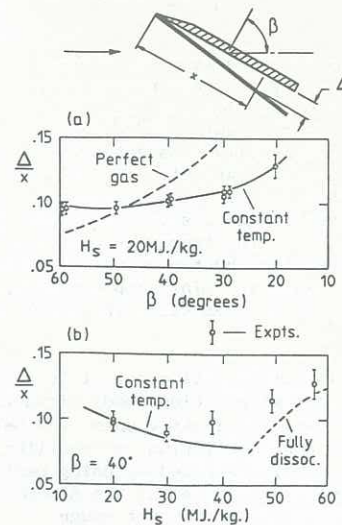 β
x
Δ
(a)
.15
Δ/x
.10
.05
Perfect
gas
Constant
temp.
H_s = 20MJ./kg.
60 50 40 30 20 10
β (degrees)
(b)
Expts.
.15
Δ/x
.10
.05
Constant
temp.
Fully
dissoc.
β = 40°
10 20 30 40 50 60
H_s (MJ./kg.)